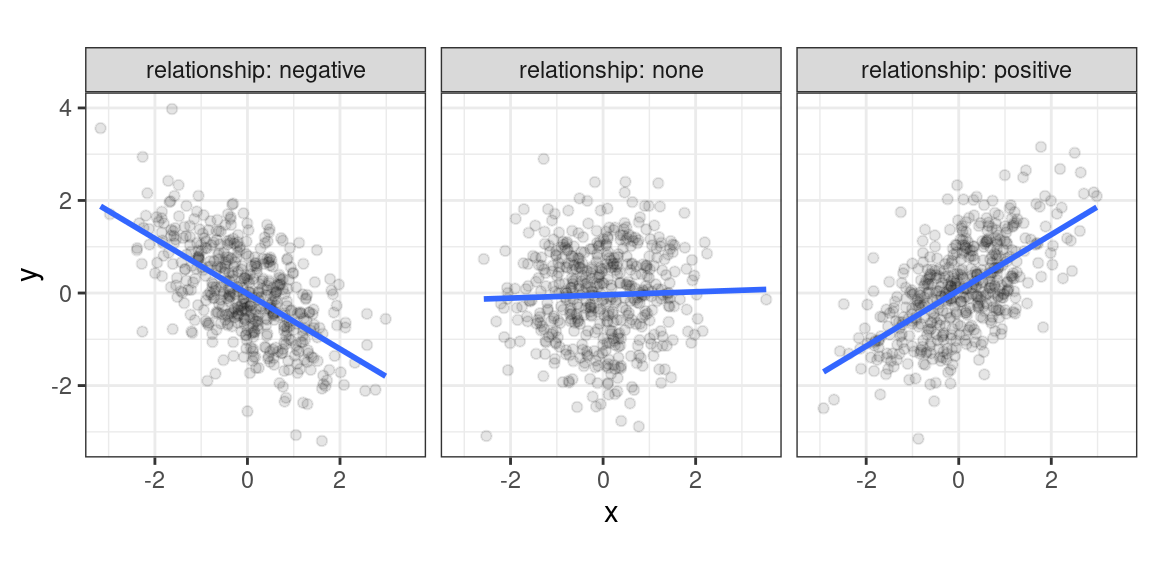 relationship: negative
relationship: none
relationship: positive
4
2
0
-2
y
-2 0 2
-2 0 2
-2 0 2
x